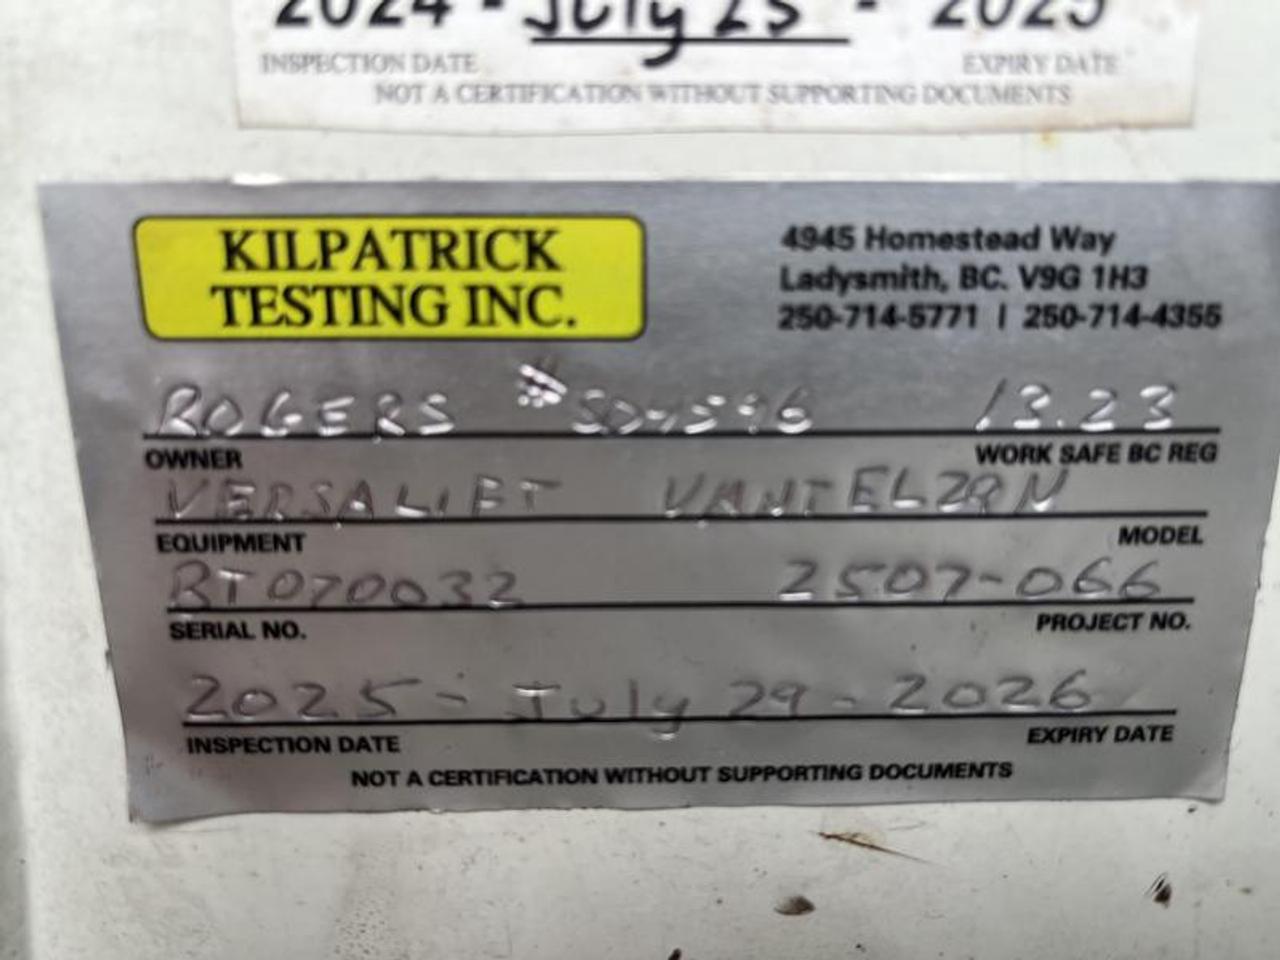 2024 - July 25 - 2025
INSPECTION DATE EXPIRY DATE
NOT A CERTIFICATION WITHOUT SUPPORTING DOCUMENTS
KILPATRICK
TESTING INC.
4945 Homestead Way
Ladysmith, BC. V9G 1H3
250-714-5771 | 250-714-4355
ROGERS 13.23
OWNER WORK SAFE BC REG
VERSALIFT
EQUIPMENT MODEL
BT070032 2507-066
SERIAL NO. PROJECT NO.
2025 - July 29 - 2026
INSPECTION DATE EXPIRY DATE
NOT A CERTIFICATION WITHOUT SUPPORTING DOCUMENTS